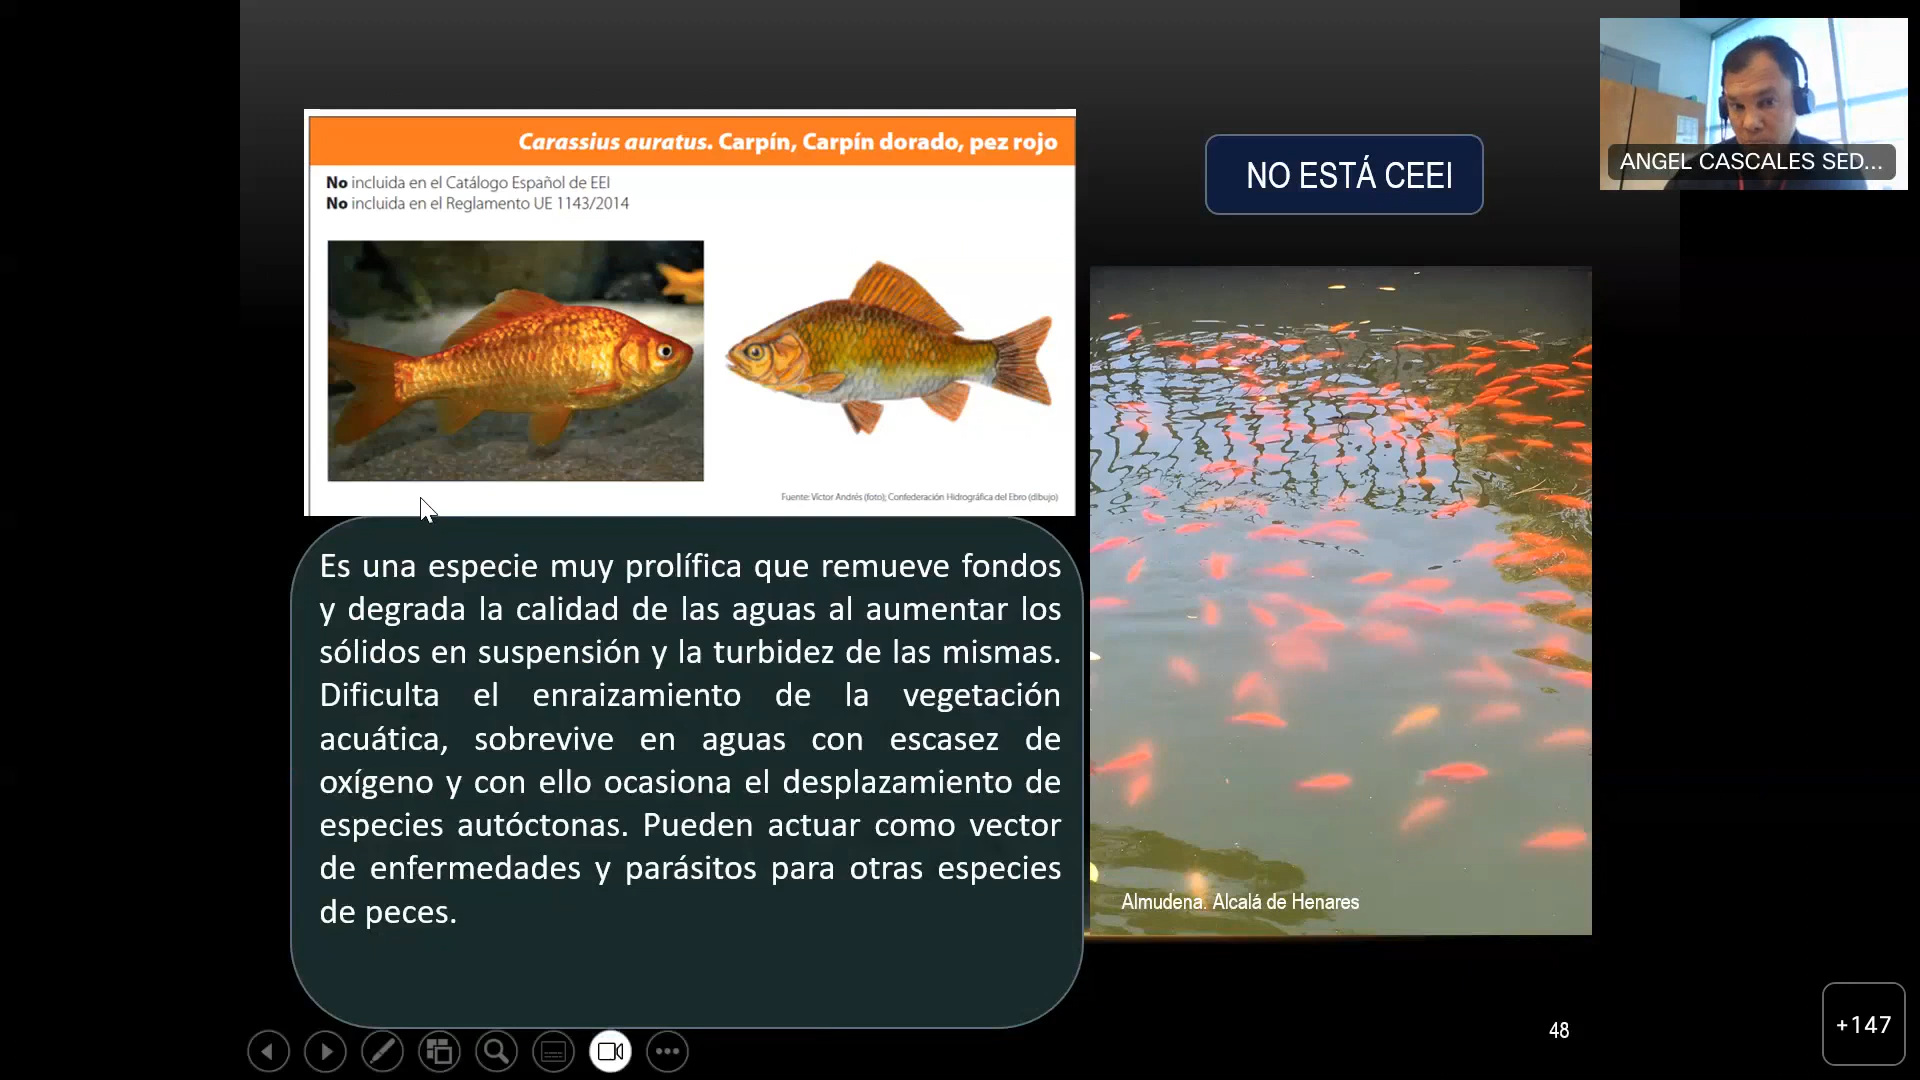 Carassius auratus. Carpín, Carpín dorado, pez rojo
No incluida en el Catálogo Español de EEI
No incluida en el Reglamento UE 1143/2014
Fuente: Víctor Andrés (foto); Confederación Hidrográfica del Ebro (dibujo)
NO ESTÁ CEEI
ANGEL CASCALES SED...
Es una especie muy prolífica que remueve fondos
y degrada la calidad de las aguas al aumentar los
sólidos en suspensión y la turbidez de las mismas.
Dificulta el enraizamiento de la vegetación
acuática, sobrevive en aguas con escasez de
oxígeno y con ello ocasiona el desplazamiento de
especies autóctonas. Pueden actuar como vector
de enfermedades y parásitos para otras especies
de peces.
Almudena. Alcalá de Henares
48
+147